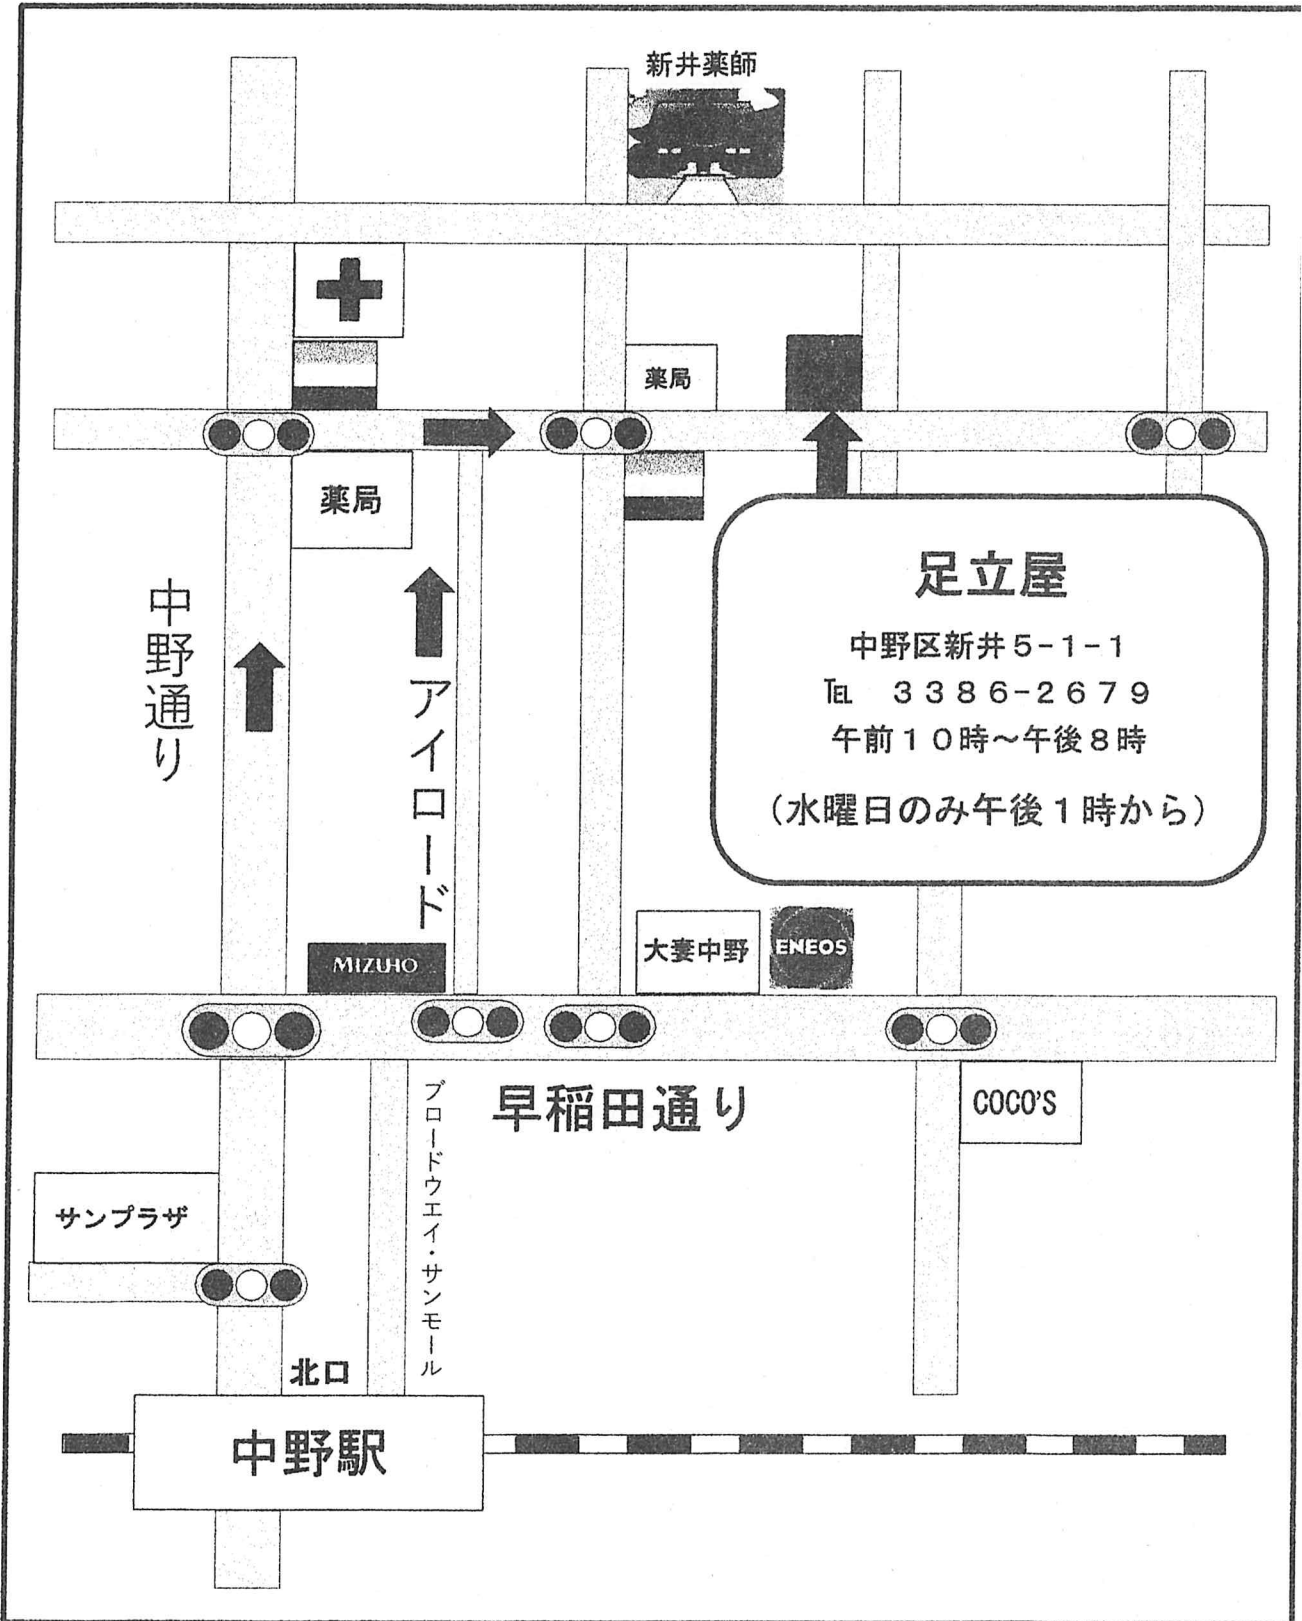 新井薬師
薬局
薬局
中野通り
アイロード
足立屋
中野区新井5-1-1
℡ 3386-2679
午前10時～午後8時
(水曜日のみ午後1時から)
MIZUHO
大妻中野
ENEOS
早稲田通り
COCO'S
ブロードウエイ・サンモール
サンプラザ
北口
中野駅